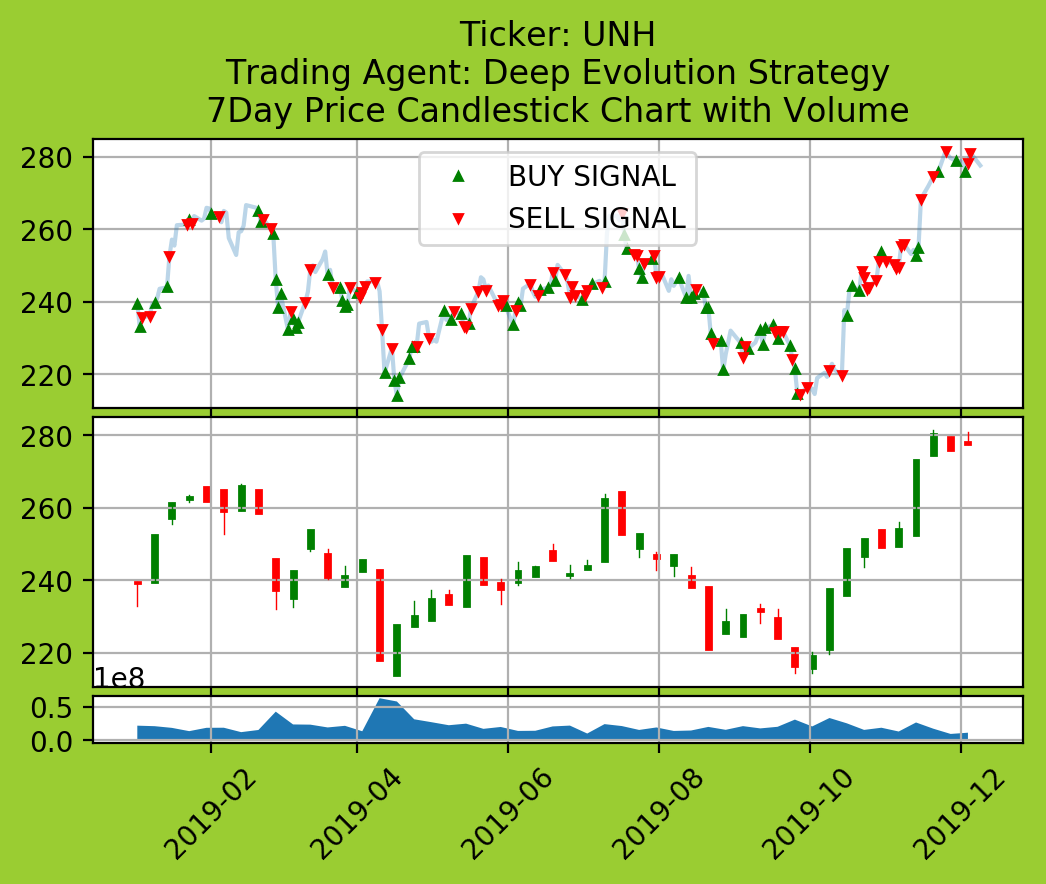 Ticker: UNH
Trading Agent: Deep Evolution Strategy
7Day Price Candlestick Chart with Volume
BUY SIGNAL
SELL SIGNAL
280
260
240
220
280
260
240
220
1e8
0.5
0.0
2019-02
2019-04
2019-06
2019-08
2019-10
2019-12